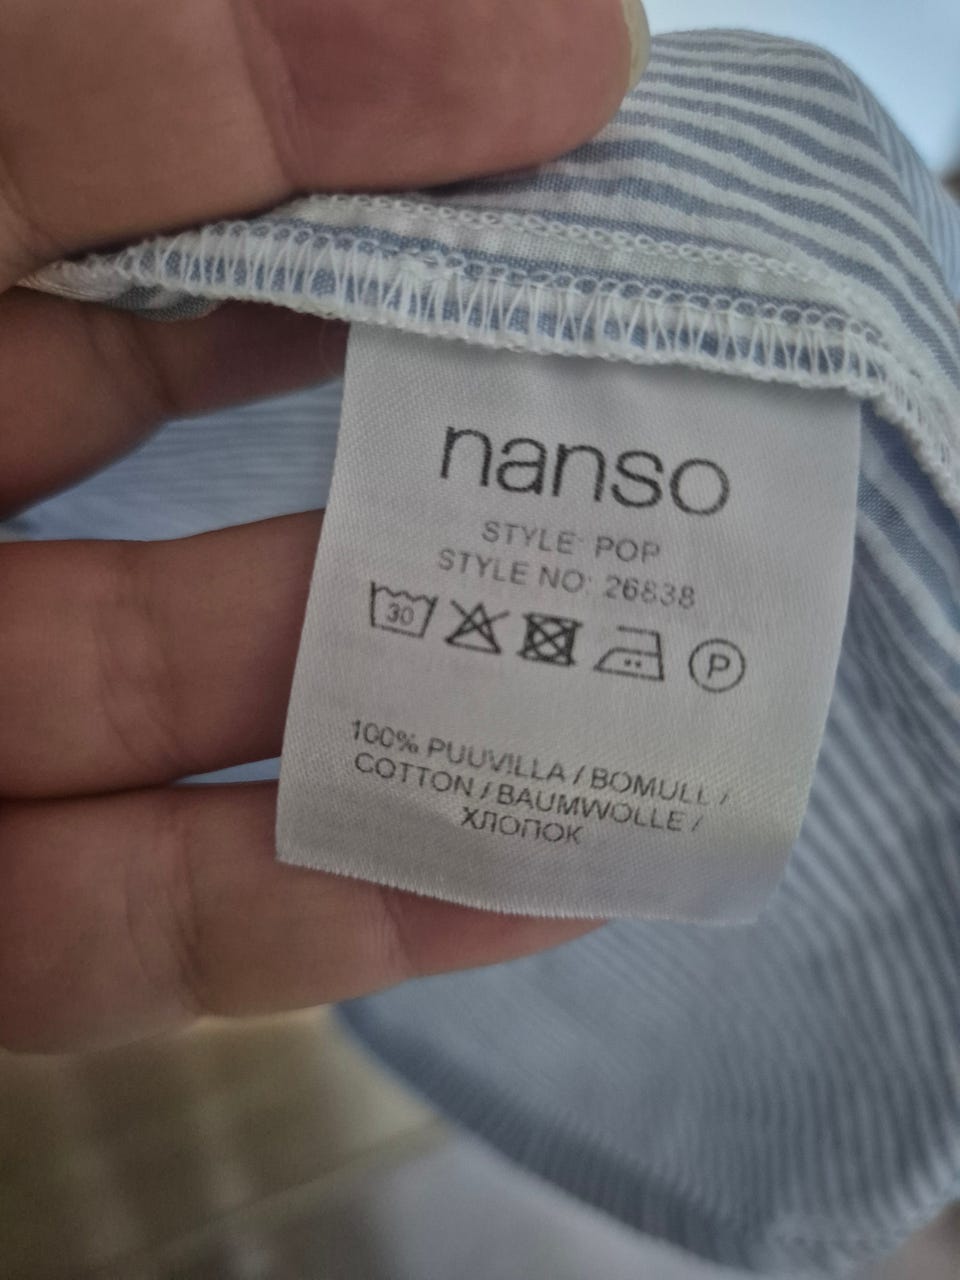 nanso
STYLE: POP
STYLE NO: 26838
30
P
100% PUUVILLA / BOMULL /
COTTON / BAUMWOLLE /
ХЛОПОК